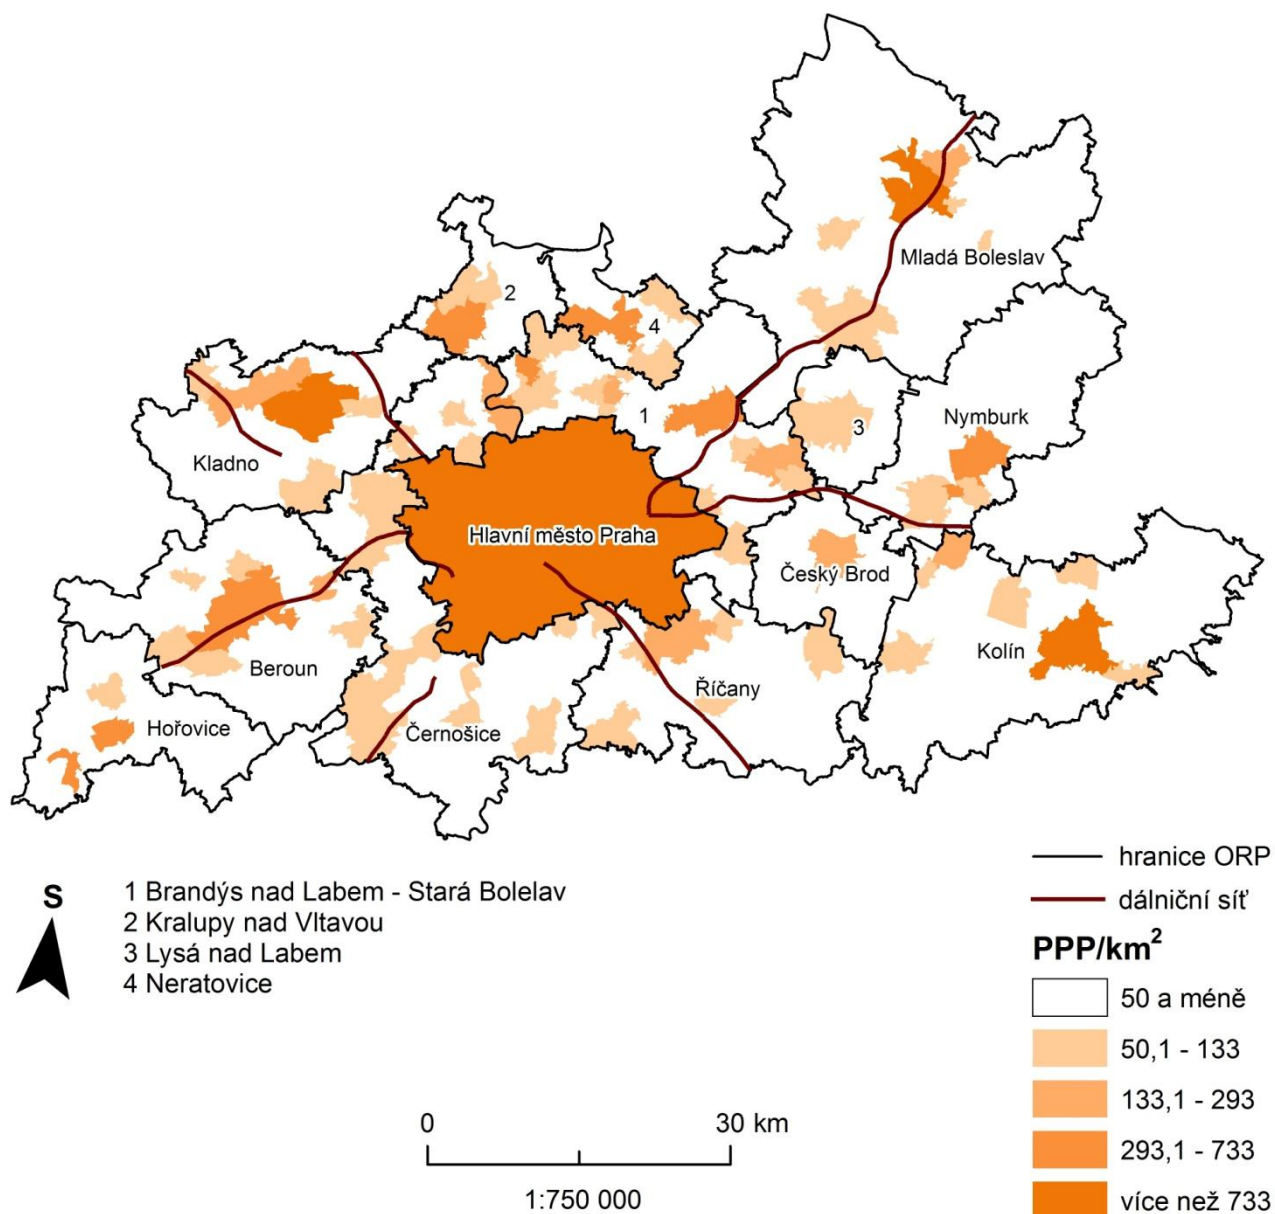 2
4
Mladá Boleslav
1
3
Nymburk
Kladno
Hlavní město Praha
Český Brod
Beroun
Kolín
Říčany
Hořovice
Černošice
S
1 Brandýs nad Labem - Stará Bolelav
2 Kralupy nad Vltavou
3 Lysá nad Labem
4 Neratovice
hranice ORP
dálniční síť
PPP/km²
50 a méně
50,1 - 133
133,1 - 293
293,1 - 733
více než 733
0 30 km
1:750 000